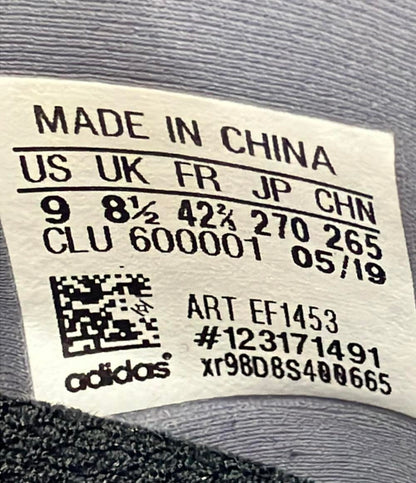 MADE IN CHINA
US UK FR JP CHN
9 8½ 42⅔ 270 265
CLU 600001 05/19
ART EF1453
#123171491
xr98D8S400665
adidas